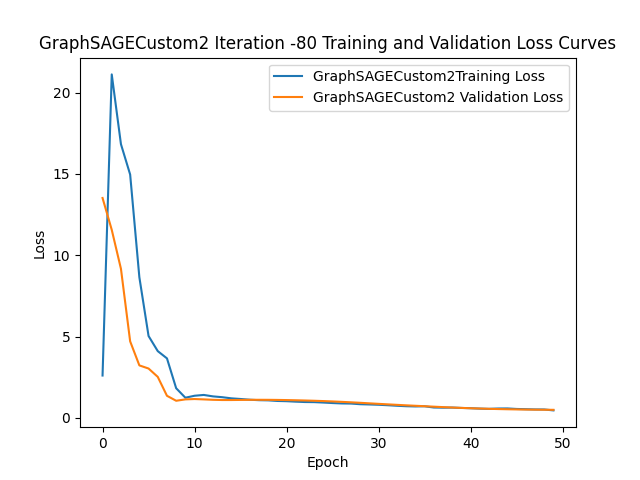 GraphSAGECustom2 Iteration -80 Training and Validation Loss Curves
GraphSAGECustom2Training Loss
GraphSAGECustom2 Validation Loss
20
15
10
5
0
Loss
0 10 20 30 40 50
Epoch